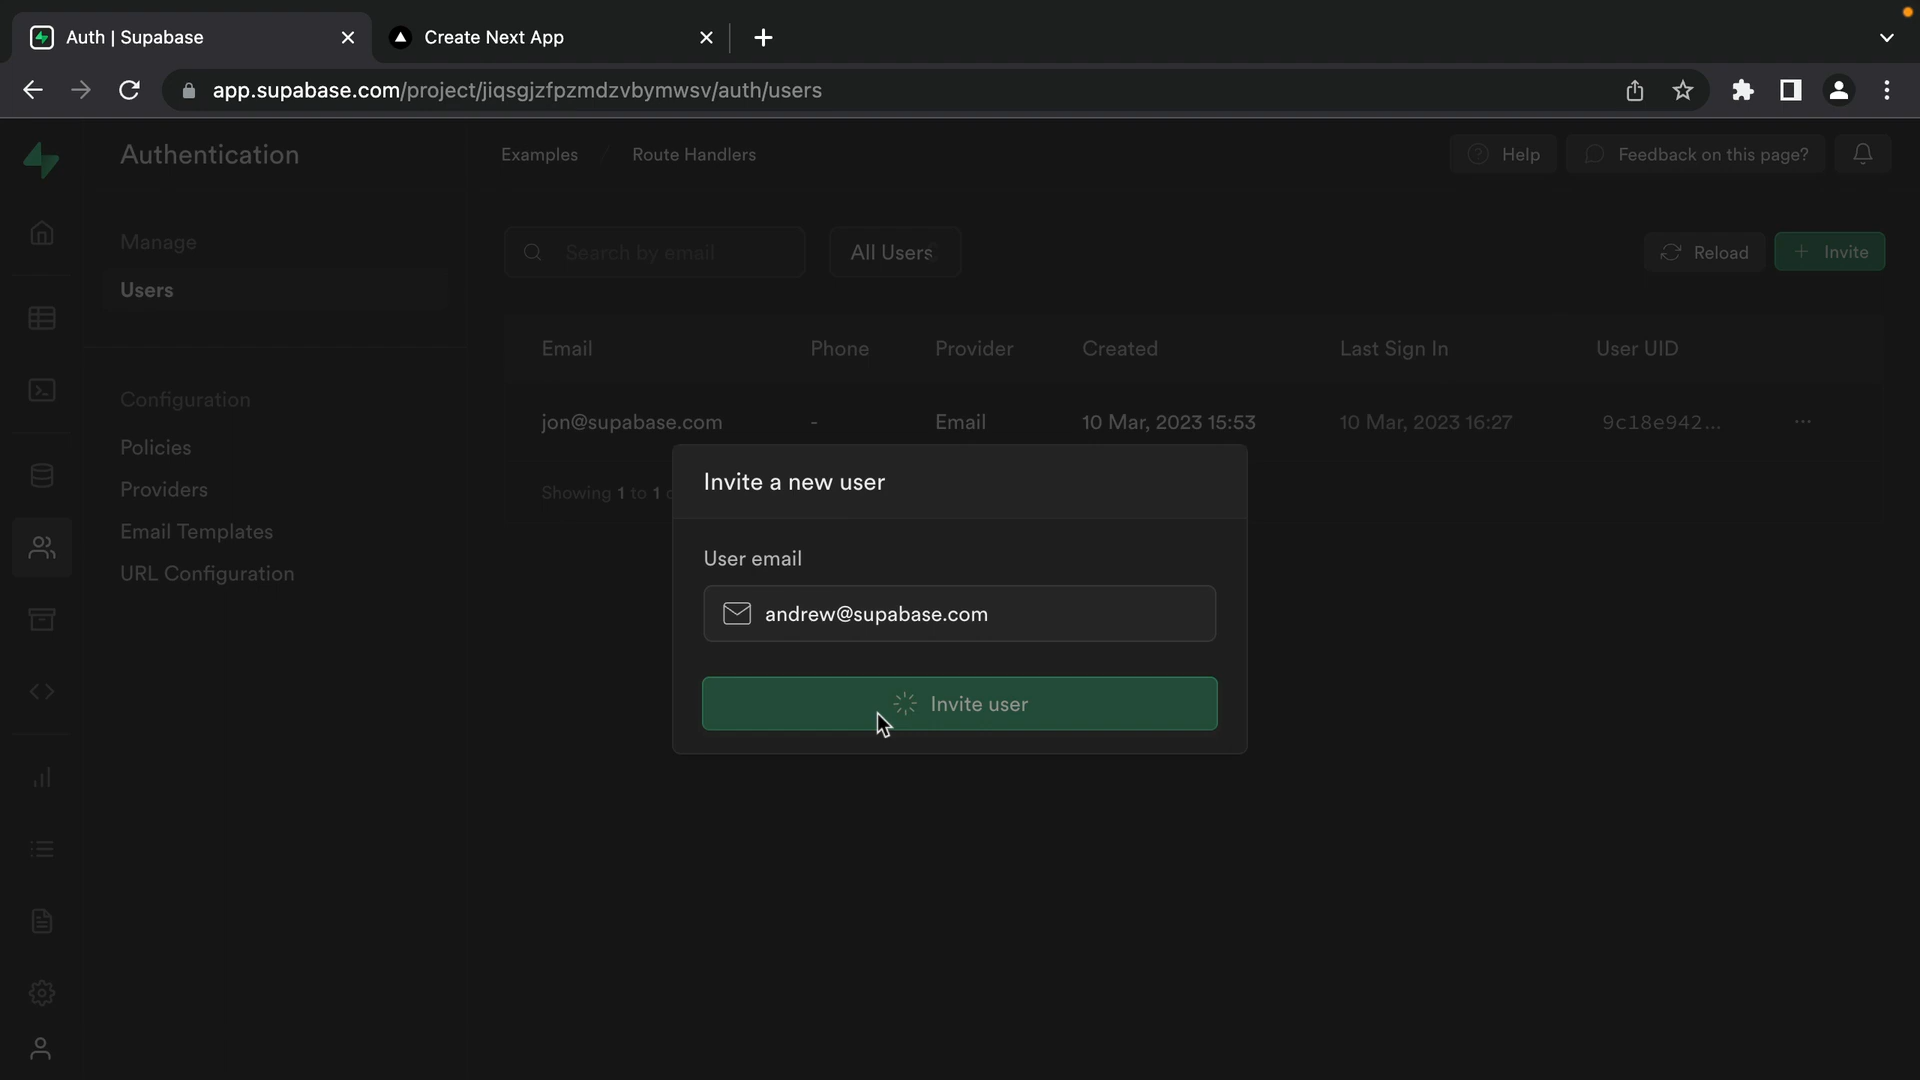 Auth | Supabase
Create Next App
app.supabase.com/project/jiqsgjzfpzmdzvbymwsv/auth/users
Authentication
Examples / Route Handlers
Help
Feedback on this page?
Manage
Users
Search by email
All Users
Reload
+ Invite
Email Phone Provider Created Last Sign In User UID
jon@supabase.com - Email 10 Mar, 2023 15:53 10 Mar, 2023 16:27 9c18e942... ...
Showing 1 to 1
Configuration
Policies
Providers
Email Templates
URL Configuration
Invite a new user
User email
andrew@supabase.com
Invite user